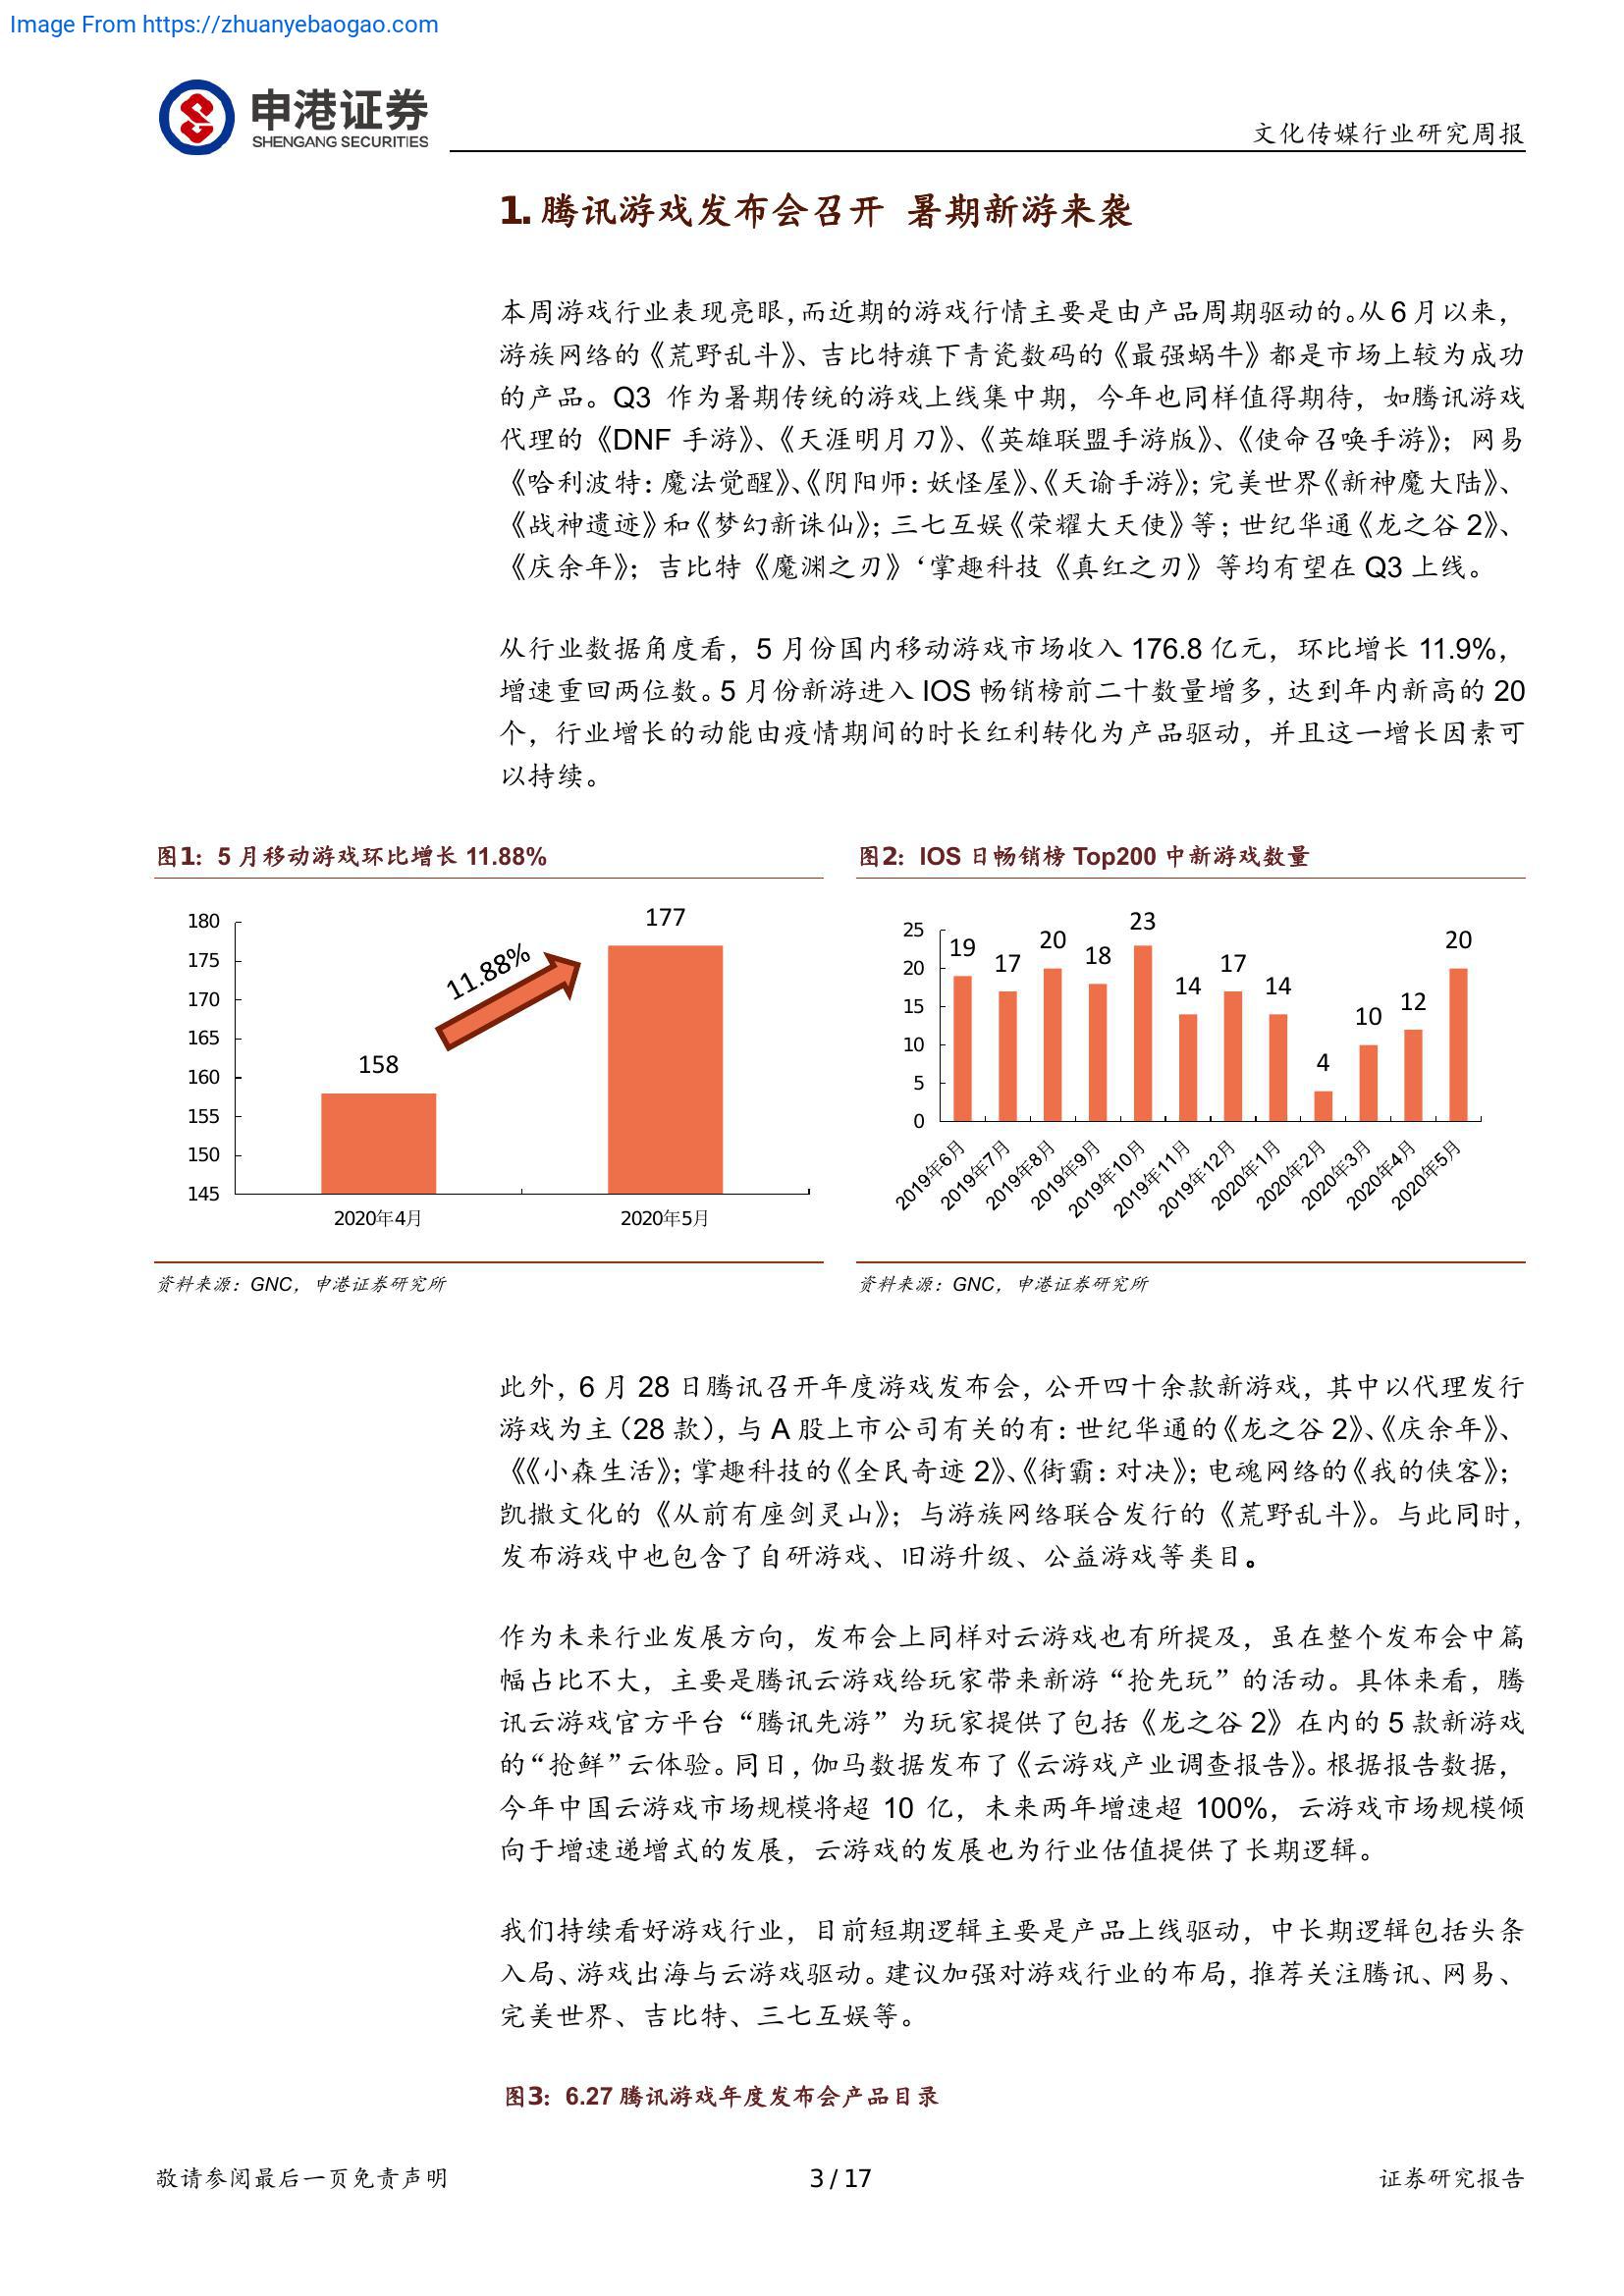 Image From https://zhuanyebaogao.com
申港证券
SHENGANG SECURITIES
文化传媒行业研究周报
1. 腾讯游戏发布会召开 暑期新游来袭
本周游戏行业表现亮眼，而近期的游戏行情主要是由产品周期驱动的。从 6 月以来，
游族网络的《荒野乱斗》、吉比特旗下青瓷数码的《最强蜗牛》都是市场上较为成功
的产品。Q3 作为暑期传统的游戏上线集中期，今年也同样值得期待，如腾讯游戏
代理的《DNF 手游》、《天涯明月刀》、《英雄联盟手游版》、《使命召唤手游》；网易
《哈利波特：魔法觉醒》、《阴阳师：妖怪屋》、《天谕手游》；完美世界《新神魔大陆》、
《战神遗迹》和《梦幻新诛仙》；三七互娱《荣耀大天使》等；世纪华通《龙之谷 2》、
《庆余年》；吉比特《魔渊之刃》‘掌趣科技《真红之刃》等均有望在 Q3 上线。
从行业数据角度看，5 月份国内移动游戏市场收入 176.8 亿元，环比增长 11.9%，
增速重回两位数。5 月份新游进入 IOS 畅销榜前二十数量增多，达到年内新高的 20
个，行业增长的动能由疫情期间的时长红利转化为产品驱动，并且这一增长因素可
以持续。
图1：5 月移动游戏环比增长 11.88%
180
175
170
165
160
155
150
145
158
11.88%
177
2020年4月
2020年5月
资料来源：GNC，申港证券研究所
图2：IOS 日畅销榜 Top200 中新游戏数量
25
20
15
10
5
0
19
17
20
18
23
14
17
14
4
10
12
20
2019年6月
2019年7月
2019年8月
2019年9月
2019年10月
2019年11月
2019年12月
2020年1月
2020年2月
2020年3月
2020年4月
2020年5月
资料来源：GNC，申港证券研究所
此外，6 月 28 日腾讯召开年度游戏发布会，公开四十余款新游戏，其中以代理发行
游戏为主（28 款），与 A 股上市公司有关的有：世纪华通的《龙之谷 2》、《庆余年》、
《《小森生活》；掌趣科技的《全民奇迹 2》、《街霸：对决》；电魂网络的《我的侠客》；
凯撒文化的《从前有座剑灵山》；与游族网络联合发行的《荒野乱斗》。与此同时，
发布游戏中也包含了自研游戏、旧游升级、公益游戏等类目。
作为未来行业发展方向，发布会上同样对云游戏也有所提及，虽在整个发布会中篇
幅占比不大，主要是腾讯云游戏给玩家带来新游“抢先玩”的活动。具体来看，腾
讯云游戏官方平台“腾讯先游”为玩家提供了包括《龙之谷 2》在内的 5 款新游戏
的“抢鲜”云体验。同日，伽马数据发布了《云游戏产业调查报告》。根据报告数据，
今年中国云游戏市场规模将超 10 亿，未来两年增速超 100%，云游戏市场规模倾
向于增速递增式的发展，云游戏的发展也为行业估值提供了长期逻辑。
我们持续看好游戏行业，目前短期逻辑主要是产品上线驱动，中长期逻辑包括头条
入局、游戏出海与云游戏驱动。建议加强对游戏行业的布局，推荐关注腾讯、网易、
完美世界、吉比特、三七互娱等。
图3：6.27 腾讯游戏年度发布会产品目录
敬请参阅最后一页免责声明
3 / 17
证券研究报告